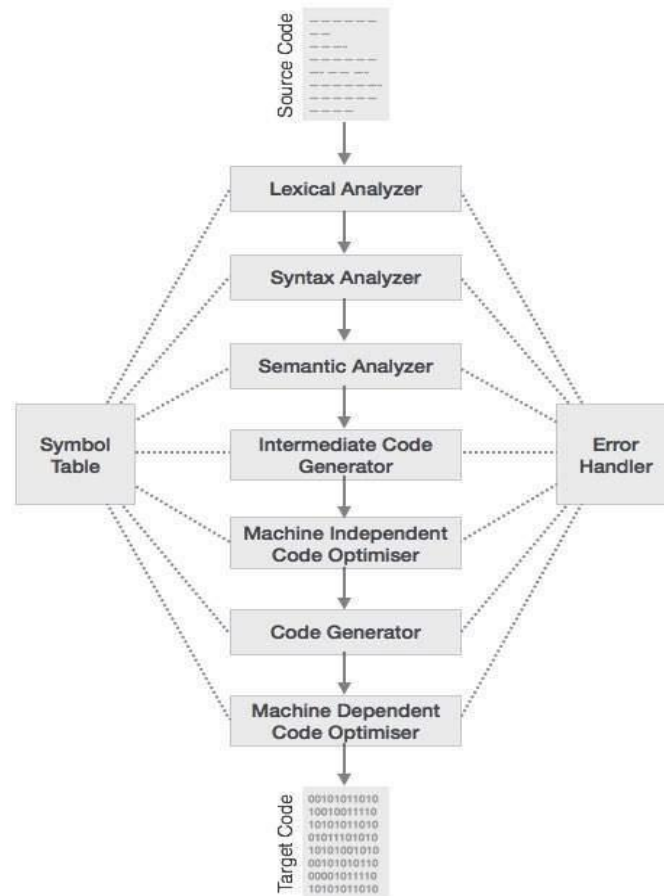 Source Code
Lexical Analyzer
Syntax Analyzer
Semantic Analyzer
Symbol
Table
Intermediate Code
Generator
Error
Handler
Machine Independent
Code Optimiser
Code Generator
Machine Dependent
Code Optimiser
Target Code
00101011010
10010011110
10101011010
01011101010
10101001010
00101010110
00001011110
10101011010